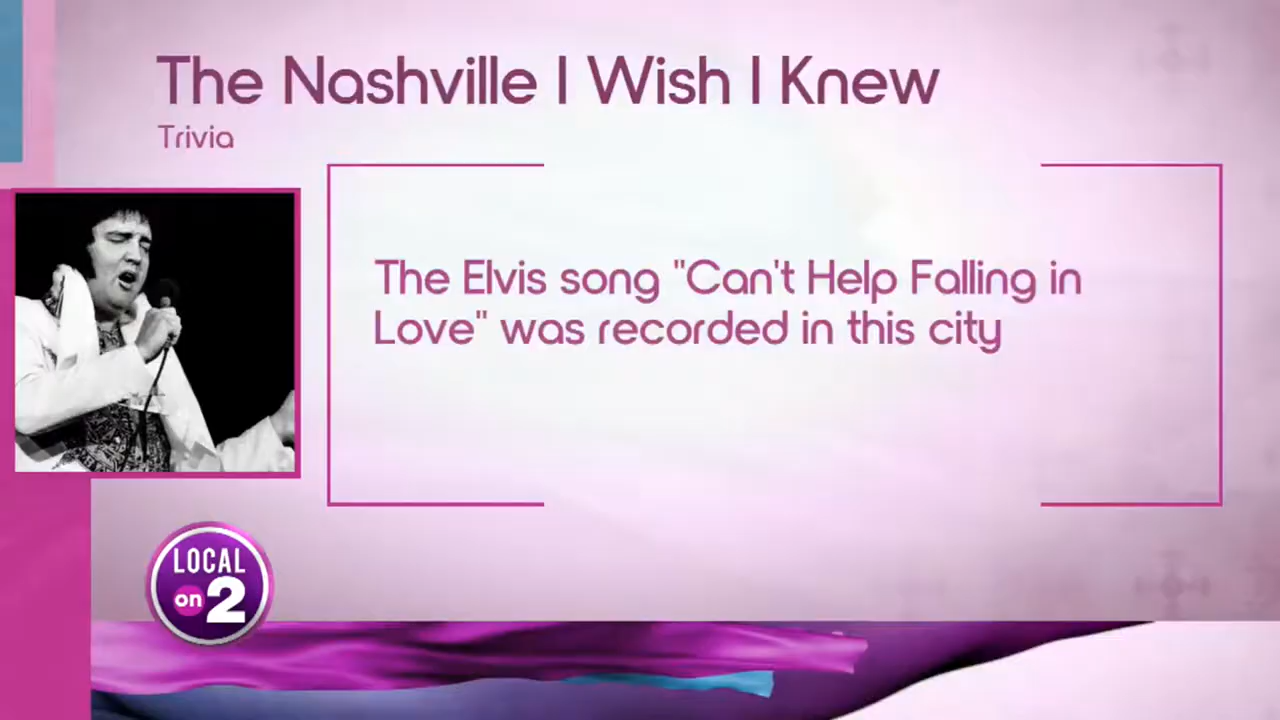 The Nashville I Wish I Knew
Trivia
The Elvis song "Can't Help Falling in
Love" was recorded in this city
LOCAL
on 2